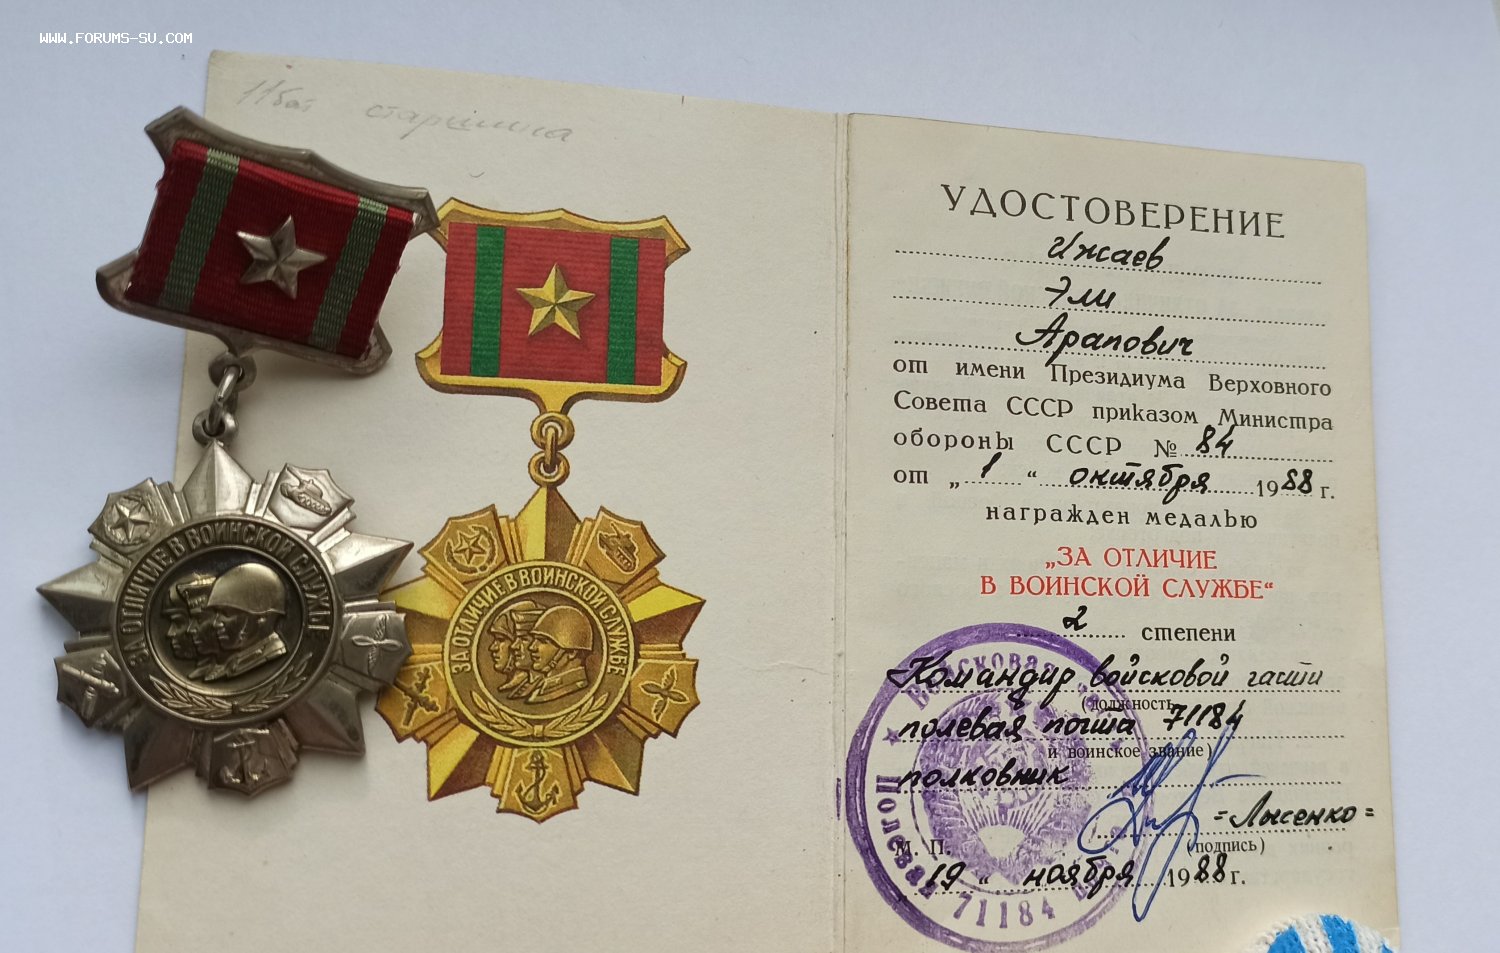 WWW.FORUMS-SU.COM
старшина
ЗА ОТЛИЧИЕ В ВОИНСКОЙ СЛУЖБЕ
ЗА ОТЛИЧИЕ В ВОИНСКОЙ СЛУЖБЕ
УДОСТОВЕРЕНИЕ
Ижаев
Эли
Арапович
от имени Президиума Верховного
Совета СССР приказом Министра
обороны СССР № 84
от „1“ октября 1988 г.
награжден медалью
„ЗА ОТЛИЧИЕ
В ВОИНСКОЙ СЛУЖБЕ“
2 степени
Командир войсковой части
(должность
полевая почта 71184
и воинское звание)
полковник
=Лысенко=
М. П. (подпись)
„19“ ноября 1988 г.
Войсковая
Полевая
71184